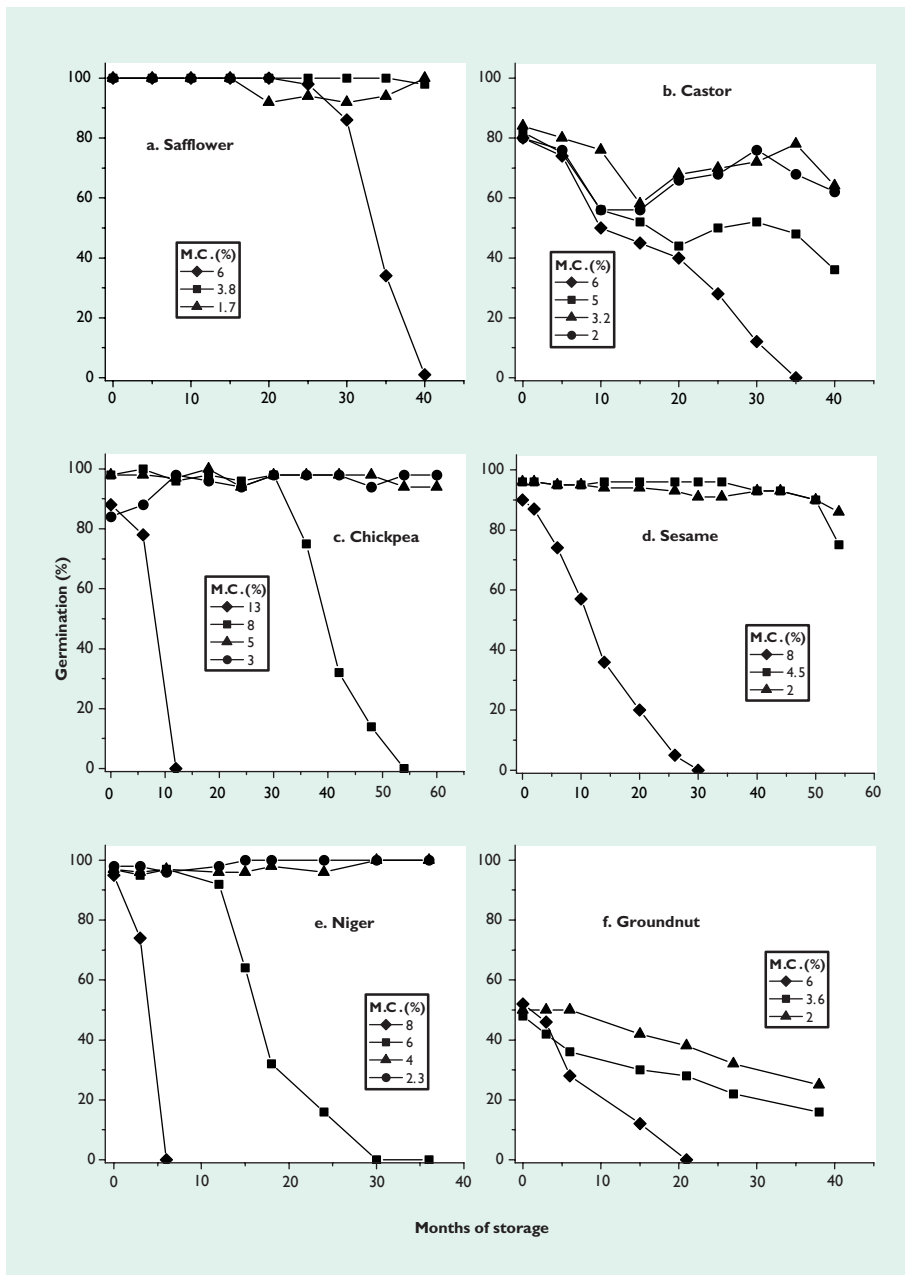 100
80
60
40
20
0
a. Safflower
M.C.(%)
6
3.8
1.7
0 10 20 30 40
100
80
60
40
20
0
b. Castor
M.C.(%)
6
5
3.2
2
0 10 20 30 40
Germination (%)
100
80
60
40
20
0
c. Chickpea
M.C.(%)
13
8
5
3
0 10 20 30 40 50 60
100
80
60
40
20
0
d. Sesame
M.C.(%)
8
4.5
2
0 10 20 30 40 50 60
100
80
60
40
20
0
e. Niger
M.C.(%)
8
6
4
2.3
0 10 20 30 40
100
80
60
40
20
0
f. Groundnut
M.C.(%)
6
3.6
2
0 10 20 30 40
Months of storage